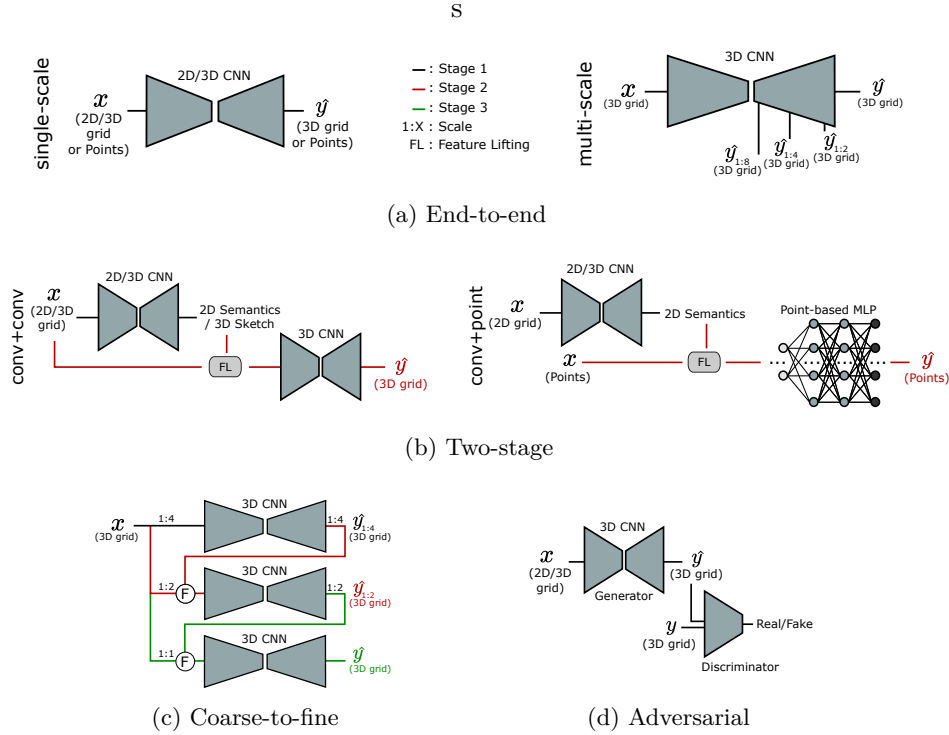 S
single-scale
2D/3D CNN
x
(2D/3D
grid
or Points)
ŷ
(3D grid
or Points)
: Stage 1
: Stage 2
: Stage 3
1:X : Scale
FL : Feature Lifting
multi-scale
3D CNN
x
(3D grid)
ŷ
(3D grid)
ŷ1:8
(3D grid)
ŷ1:4
(3D grid)
ŷ1:2
(3D grid)
(a) End-to-end
conv+conv
2D/3D CNN
x
(2D/3D
grid)
2D Semantics
/ 3D Sketch
FL
3D CNN
ŷ
(3D grid)
conv+point
2D/3D CNN
x
(2D grid)
2D Semantics
x
(Points)
FL
Point-based MLP
ŷ
(Points)
(b) Two-stage
3D CNN
x
(3D grid)
1:4
1:4
ŷ1:4
(3D grid)
3D CNN
1:2
F
1:2
ŷ1:2
(3D grid)
3D CNN
1:1
F
ŷ
(3D grid)
(c) Coarse-to-fine
3D CNN
x
(2D/3D
grid)
Generator
ŷ
(3D grid)
y
(3D grid)
Real/Fake
Discriminator
(d) Adversarial